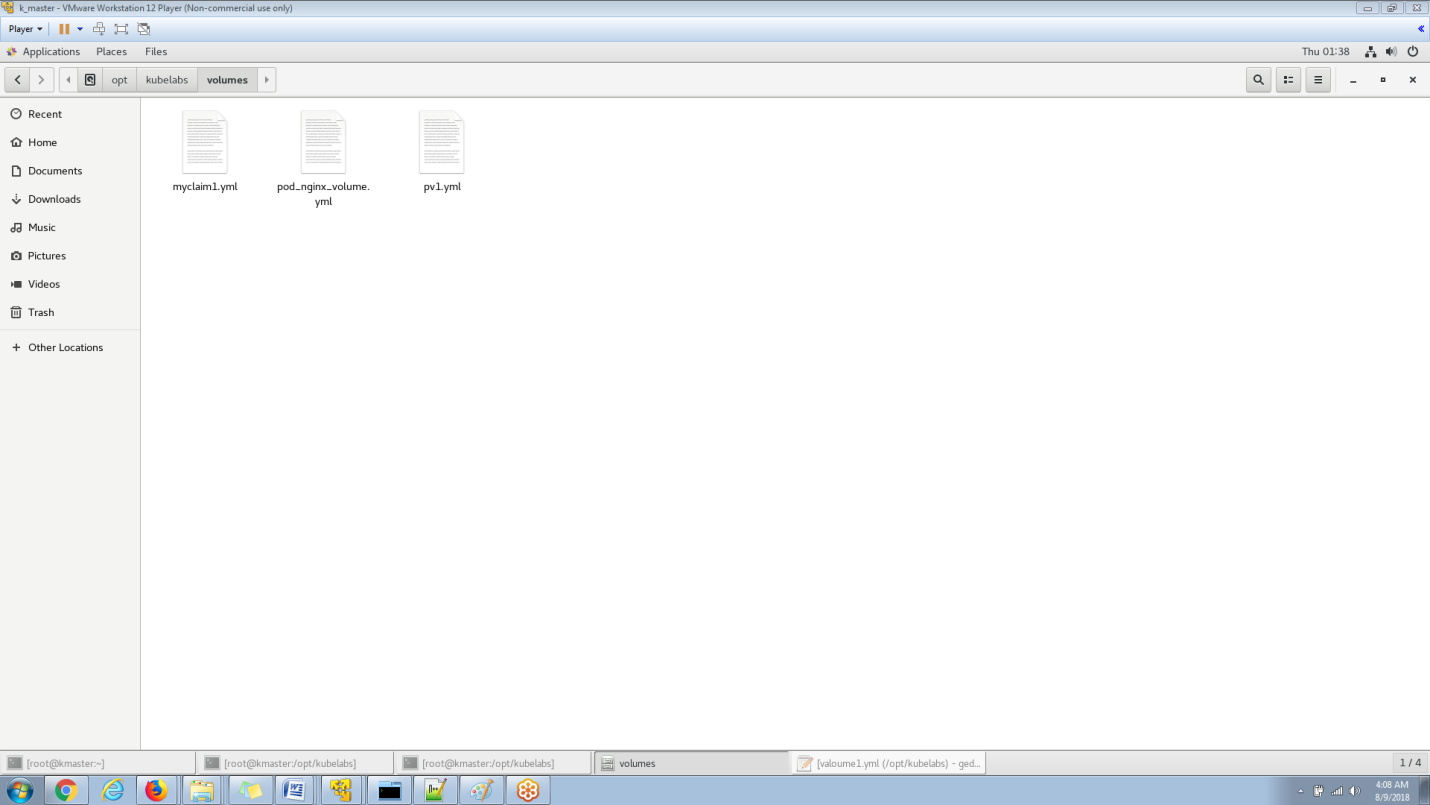 k_master - VMware Workstation 12 Player (Non-commercial use only)
Player
Applications Places Files Thu 01:38
opt kubelabs volumes
Recent
Home
Documents
Downloads
Music
Pictures
Videos
Trash
Other Locations
myclaim1.yml
pod_nginx_volume.
yml
pv1.yml
[root@kmaster:~]
[root@kmaster:/opt/kubelabs]
[root@kmaster:/opt/kubelabs]
volumes
[valoume1.yml (/opt/kubelabs) - ged...
1 / 4
4:08 AM
8/9/2018